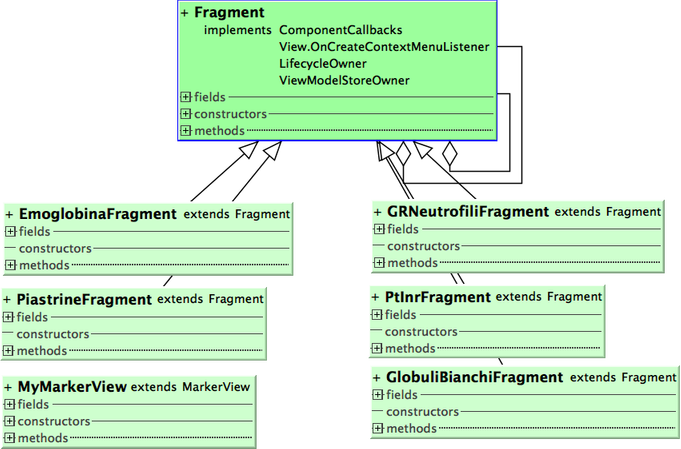 + Fragment
implements ComponentCallbacks
View.OnCreateContextMenuListener
LifecycleOwner
ViewModelStoreOwner
+ fields
+ constructors
+ methods
+ EmoglobinaFragment extends Fragment
+ fields
constructors
+ methods
+ PiastrineFragment extends Fragment
+ fields
constructors
+ methods
+ MyMarkerView extends MarkerView
+ fields
+ constructors
+ methods
+ GRNeutrofiliFragment extends Fragment
+ fields
constructors
+ methods
+ PtInrFragment extends Fragment
+ fields
constructors
+ methods
+ GlobuliBianchiFragment extends Fragment
+ fields
constructors
+ methods